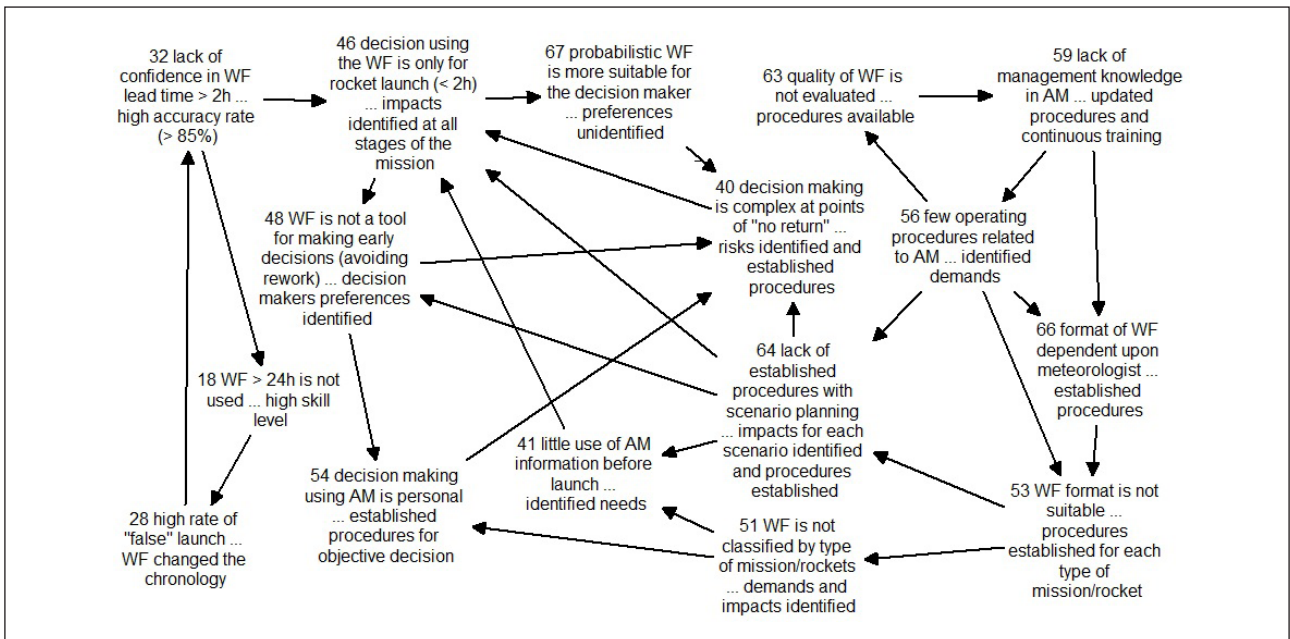 32 lack of
confidence in WF
lead time > 2h ...
high accuracy rate
(> 85%)
46 decision using
the WF is only for
rocket launch (< 2h)
... impacts
identified at all
stages of the
mission
67 probabilistic WF
is more suitable for
the decision maker
... preferences
unidentified
63 quality of WF is
not evaluated ...
procedures available
59 lack of
management knowledge
in AM ... updated
procedures and
continuous training
48 WF is not a tool
for making early
decisions (avoiding
rework) ... decision
makers preferences
identified
40 decision making
is complex at points
of "no return" ...
risks identified and
established
procedures
56 few operating
procedures related
to AM ... identified
demands
66 format of WF
dependent upon
meteorologist ...
established
procedures
18 WF > 24h is not
used ... high skill
level
64 lack of
established
procedures with
scenario planning
... impacts for each
scenario identified
and procedures
established
41 little use of AM
information before
launch ...
identified needs
54 decision making
using AM is personal
... established
procedures for
objective decision
28 high rate of
"false" launch ...
WF changed the
chronology
51 WF is not
classified by type
of mission/rockets
... demands and
impacts identified
53 WF format is not
suitable ...
procedures
established for each
type of
mission/rocket